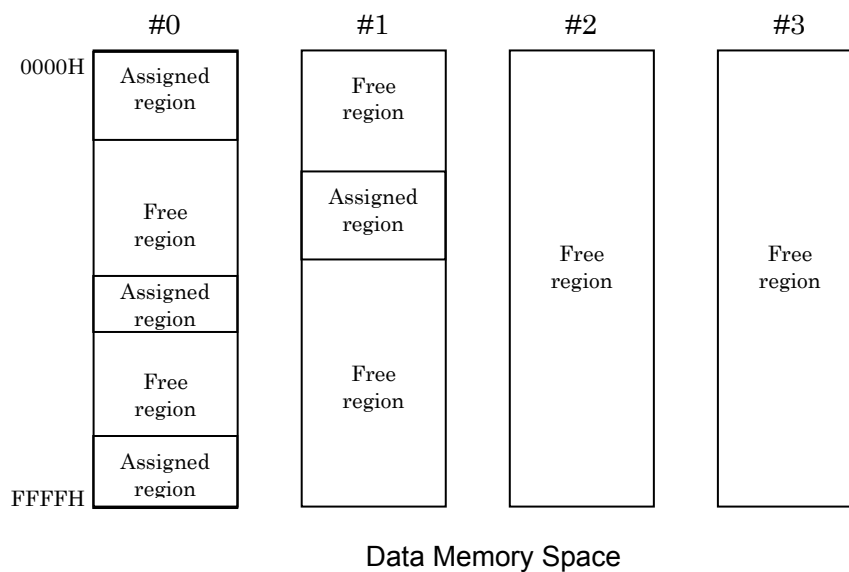 #0
#1
#2
#3
0000H
FFFFH
Assigned
region
Free
region
Assigned
region
Free
region
Assigned
region
Free
region
Assigned
region
Free
region
Free
region
Free
region
Data Memory Space